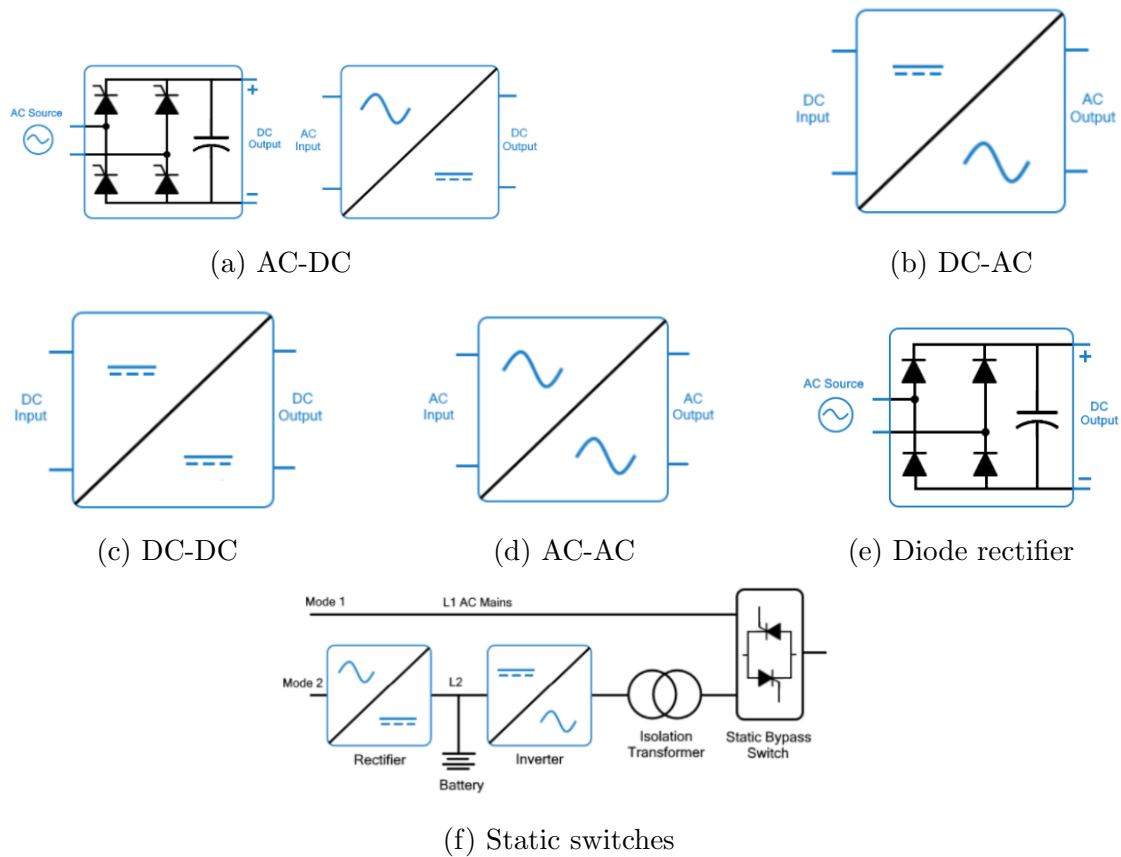 AC Source
+
DC
Output
−
AC
Input
DC
Output
(a) AC-DC
DC
Input
AC
Output
(b) DC-AC
DC
Input
DC
Output
(c) DC-DC
AC
Input
AC
Output
(d) AC-AC
AC Source
+
DC
Output
−
(e) Diode rectifier
Mode 1
L1 AC Mains
Mode 2
L2
Rectifier
Battery
Inverter
Isolation
Transformer
Static Bypass
Switch
(f) Static switches